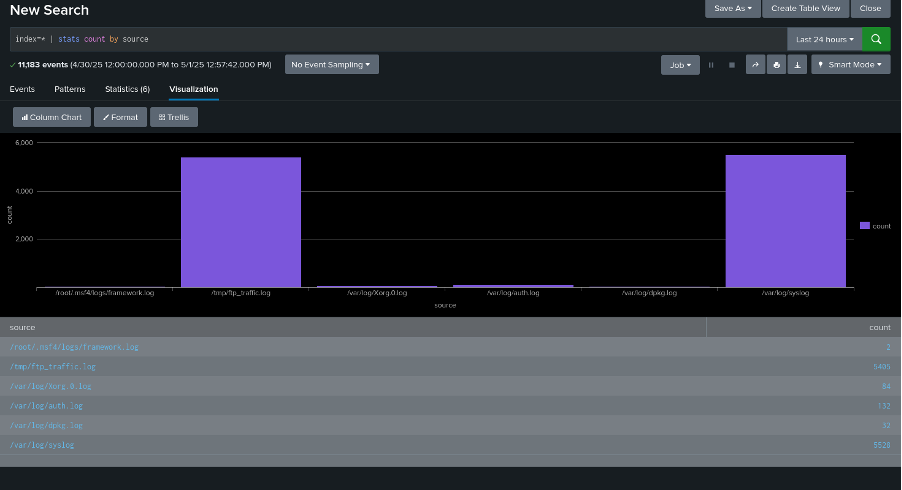 New Search
Save As
Create Table View
Close
index=* | stats count by source
Last 24 hours
✓ 11,183 events (4/30/25 12:00:00.000 PM to 5/1/25 12:57:42.000 PM)
No Event Sampling
Job
Smart Mode
Events
Patterns
Statistics (6)
Visualization
Column Chart
Format
Trellis
6,000
4,000
2,000
count
/root/.msf4/logs/framework.log
/tmp/ftp_traffic.log
/var/log/Xorg.0.log
/var/log/auth.log
/var/log/dpkg.log
/var/log/syslog
source
count
source count
/root/.msf4/logs/framework.log 2
/tmp/ftp_traffic.log 5405
/var/log/Xorg.0.log 84
/var/log/auth.log 132
/var/log/dpkg.log 32
/var/log/syslog 5528